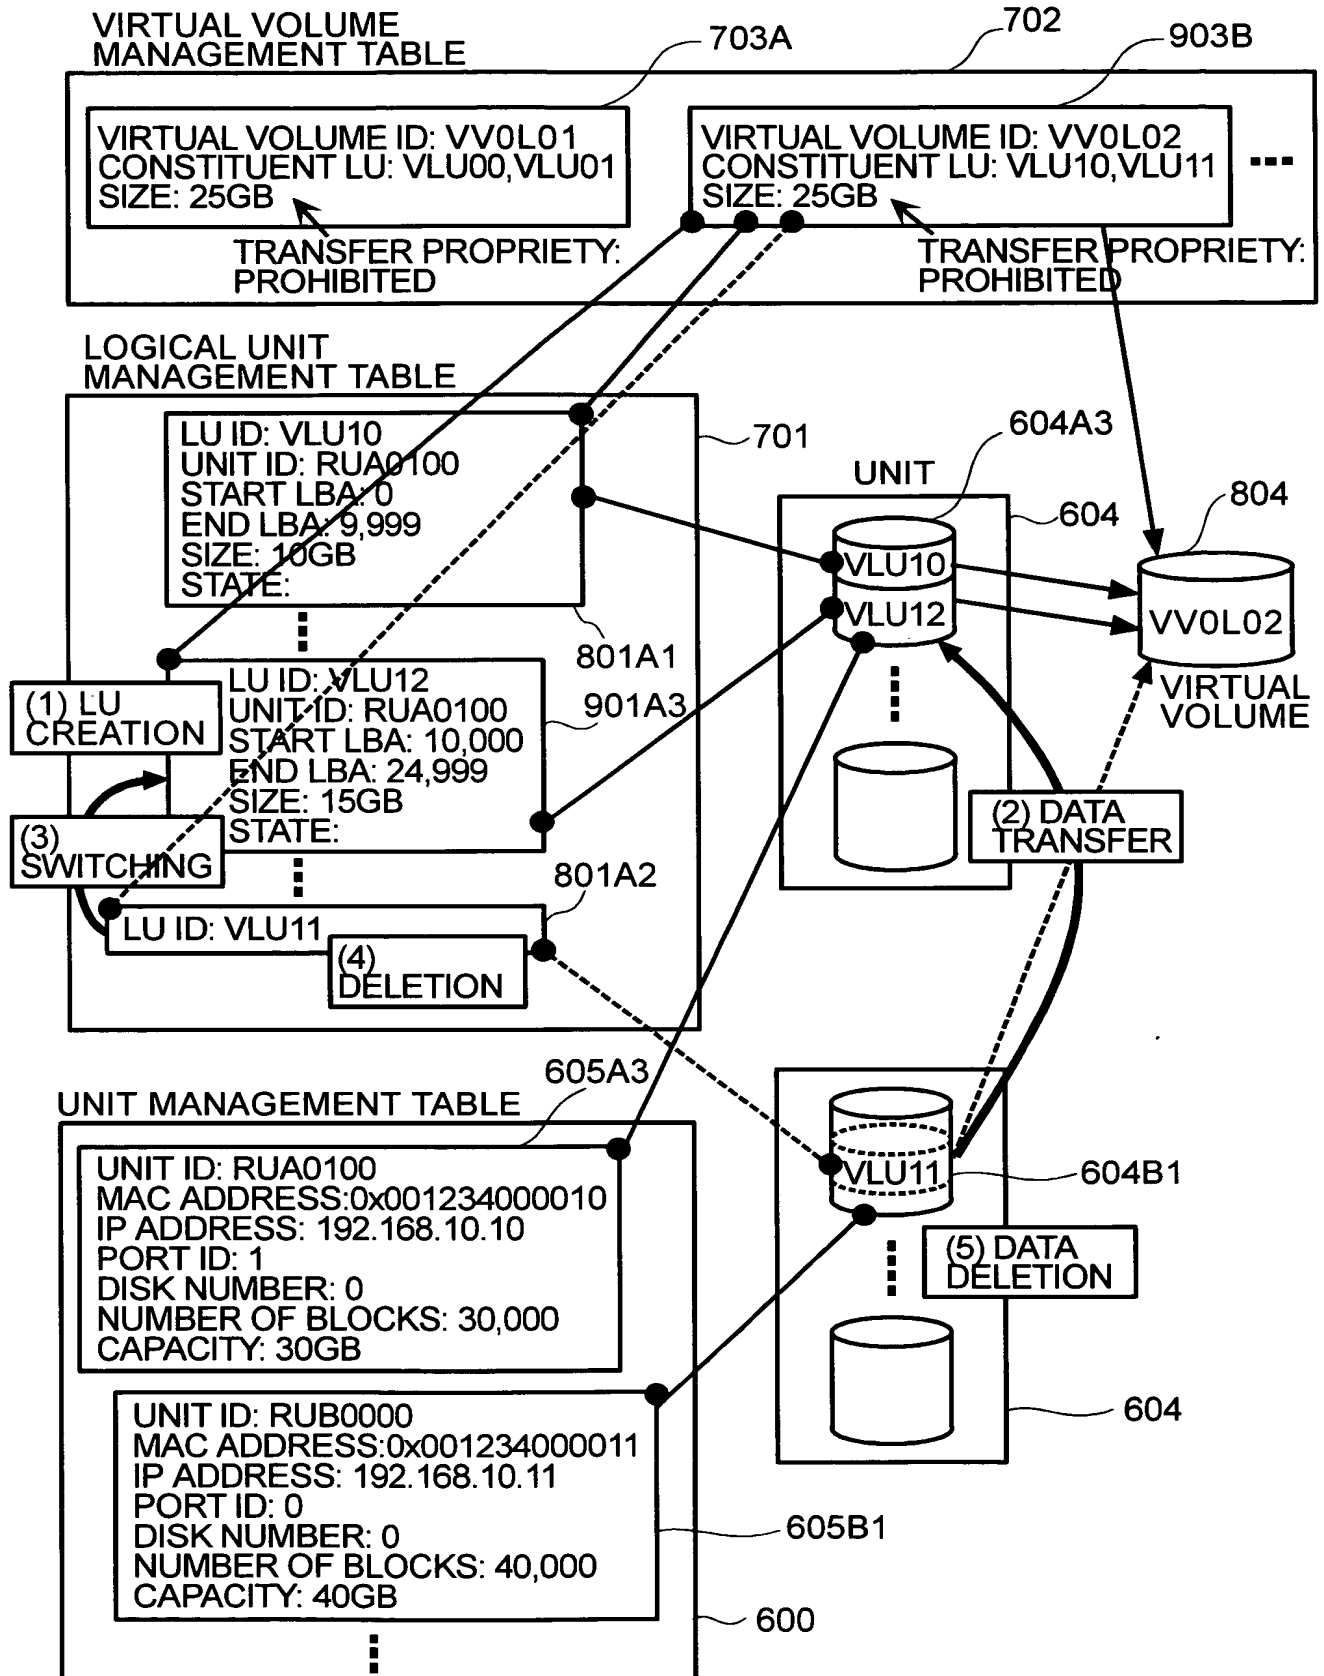 VIRTUAL VOLUME
MANAGEMENT TABLE
703A
702
903B
VIRTUAL VOLUME ID: VV0L01
CONSTITUENT LU: VLU00,VLU01
SIZE: 25GB
TRANSFER PROPRIETY:
PROHIBITED
VIRTUAL VOLUME ID: VV0L02
CONSTITUENT LU: VLU10,VLU11
SIZE: 25GB
TRANSFER PROPRIETY:
PROHIBITED
LOGICAL UNIT
MANAGEMENT TABLE
701
LU ID: VLU10
UNIT ID: RUA0100
START LBA: 0
END LBA: 9,999
SIZE: 10GB
STATE:
801A1
LU ID: VLU12
UNIT ID: RUA0100
START LBA: 10,000
END LBA: 24,999
SIZE: 15GB
STATE:
901A3
(1) LU
CREATION
(3)
SWITCHING
801A2
LU ID: VLU11
(4)
DELETION
UNIT
604A3
604
VLU10
VLU12
804
VV0L02
VIRTUAL
VOLUME
(2) DATA
TRANSFER
UNIT MANAGEMENT TABLE
605A3
UNIT ID: RUA0100
MAC ADDRESS:0x001234000010
IP ADDRESS: 192.168.10.10
PORT ID: 1
DISK NUMBER: 0
NUMBER OF BLOCKS: 30,000
CAPACITY: 30GB
UNIT ID: RUB0000
MAC ADDRESS:0x001234000011
IP ADDRESS: 192.168.10.11
PORT ID: 0
DISK NUMBER: 0
NUMBER OF BLOCKS: 40,000
CAPACITY: 40GB
605B1
600
VLU11
604B1
(5) DATA
DELETION
604